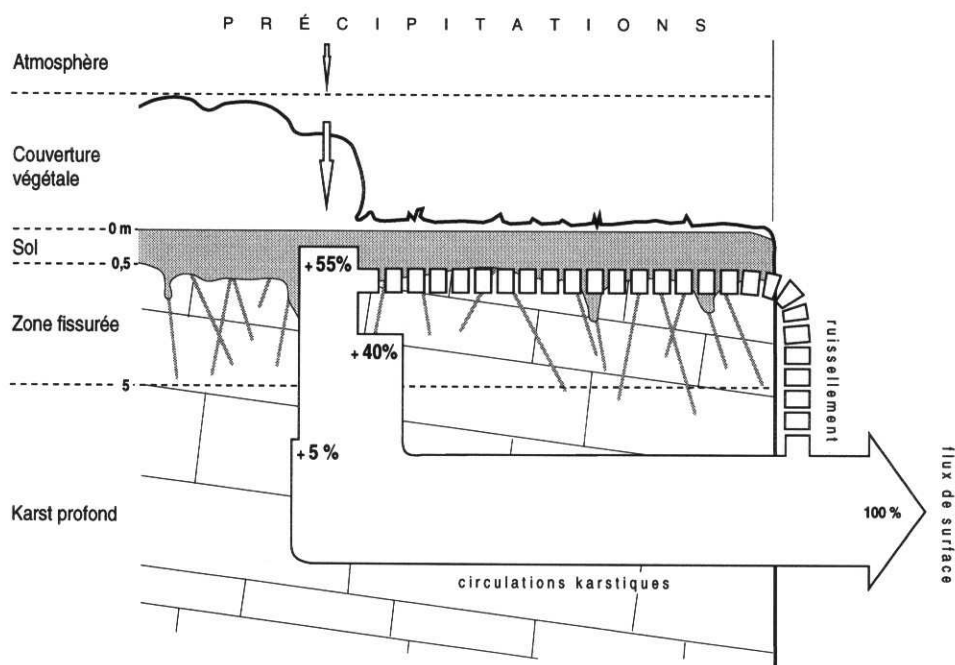 PRÉCIPITATIONS
Atmosphère
Couverture
végétale
0 m
Sol
0,5
+ 55%
Zone fissurée
+ 40%
5
ruissellement
+ 5 %
Karst profond
100 %
flux de surface
circulations karstiques